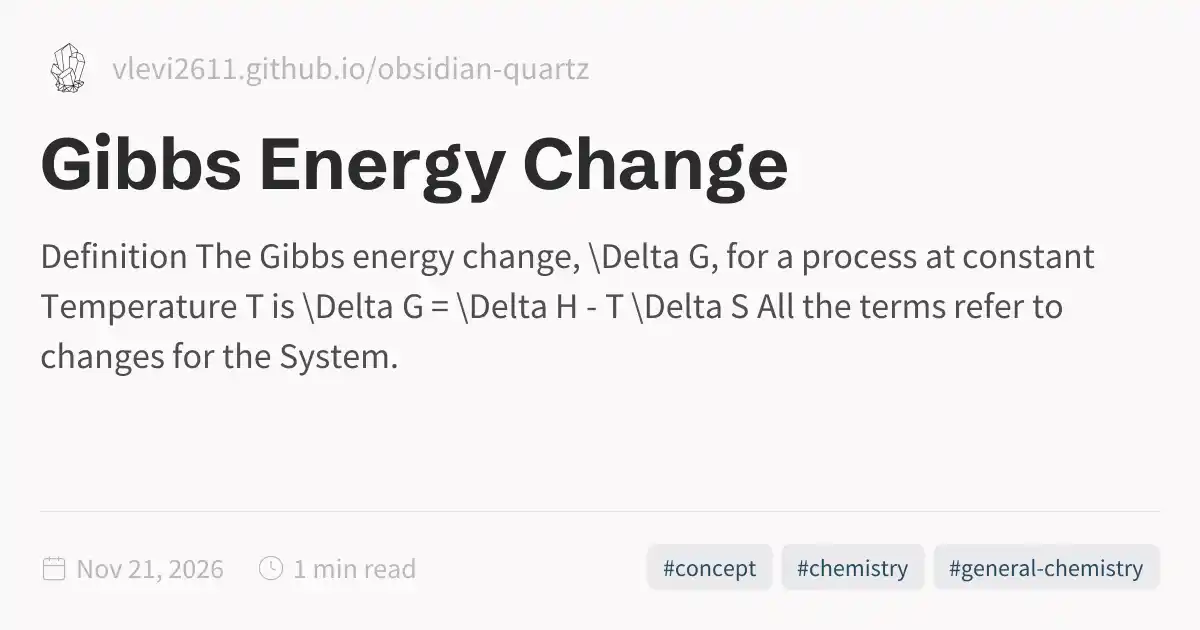 vlevi2611.github.io/obsidian-quartz
Gibbs Energy Change
Definition The Gibbs energy change, \Delta G, for a process at constant
Temperature T is \Delta G = \Delta H - T \Delta S All the terms refer to
changes for the System.
Nov 21, 2026 1 min read #concept #chemistry #general-chemistry